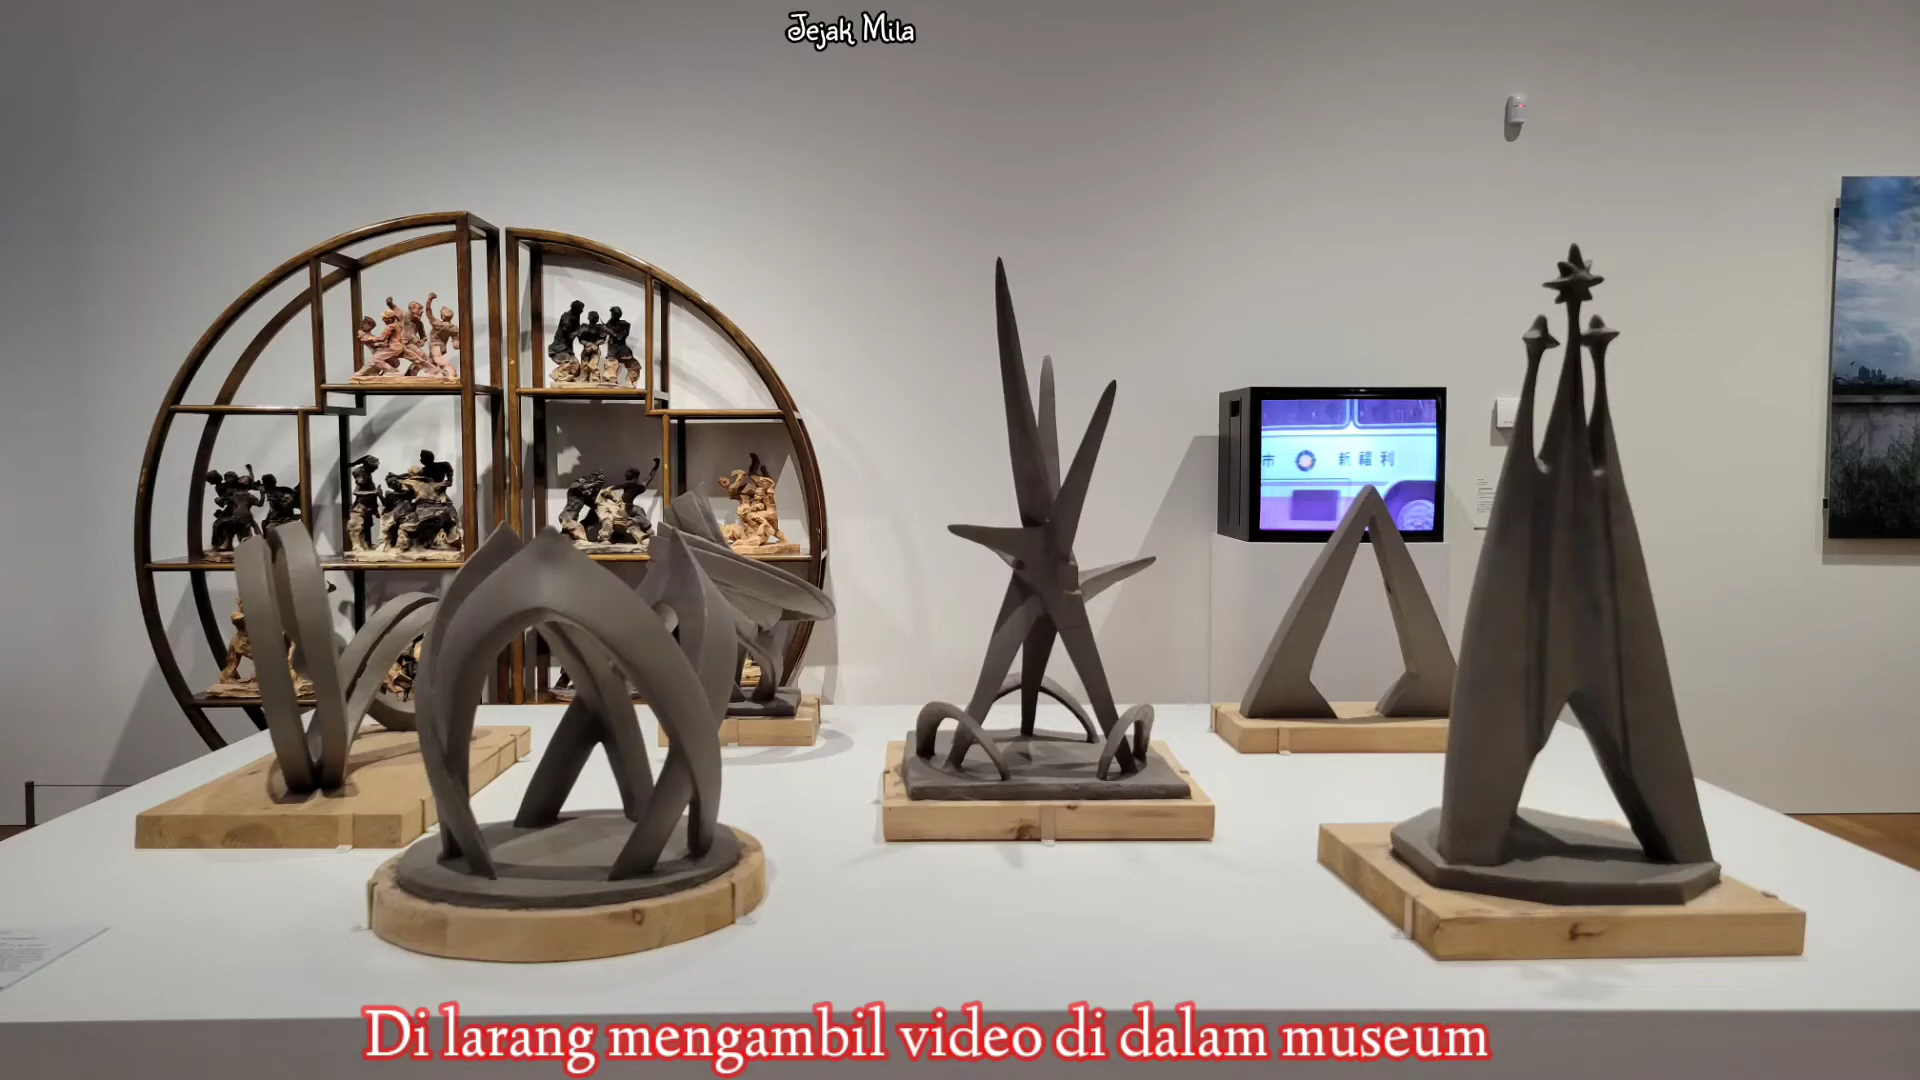 Jejak Mila
市 新福利
Di larang mengambil video di dalam museum